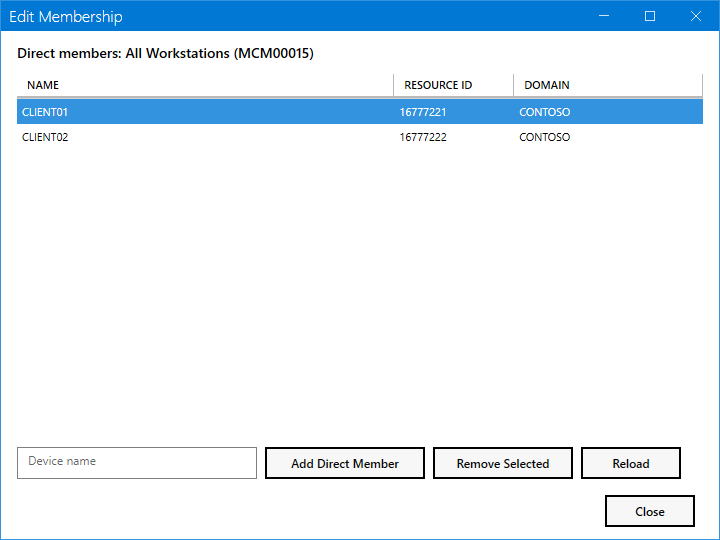 Edit Membership
Direct members: All Workstations (MCM00015)
NAME RESOURCE ID DOMAIN
CLIENT01 16777221 CONTOSO
CLIENT02 16777222 CONTOSO
Device name Add Direct Member Remove Selected Reload
Close